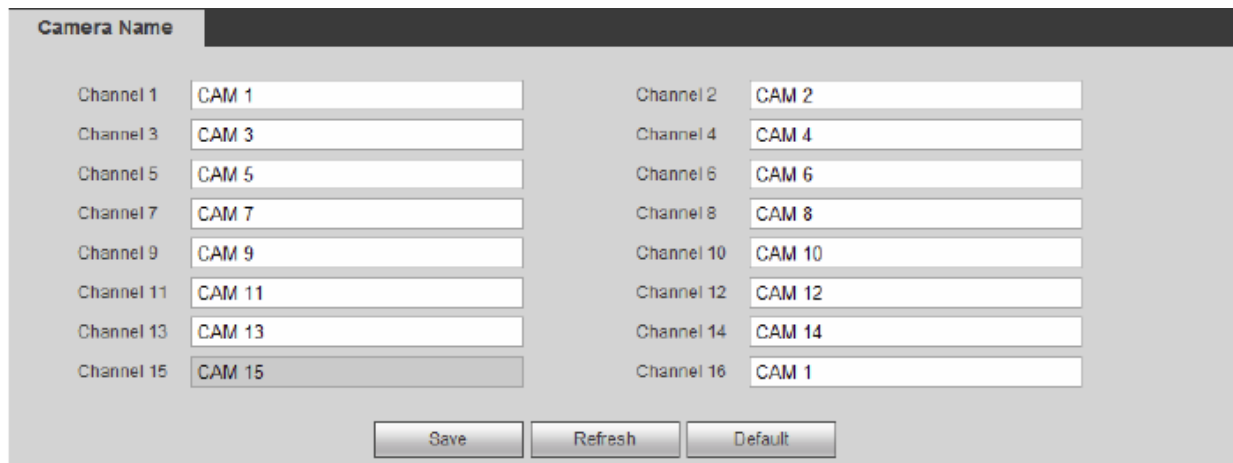 Camera Name
Channel 1 CAM 1 Channel 2 CAM 2
Channel 3 CAM 3 Channel 4 CAM 4
Channel 5 CAM 5 Channel 6 CAM 6
Channel 7 CAM 7 Channel 8 CAM 8
Channel 9 CAM 9 Channel 10 CAM 10
Channel 11 CAM 11 Channel 12 CAM 12
Channel 13 CAM 13 Channel 14 CAM 14
Channel 15 CAM 15 Channel 16 CAM 1
Save Refresh Default